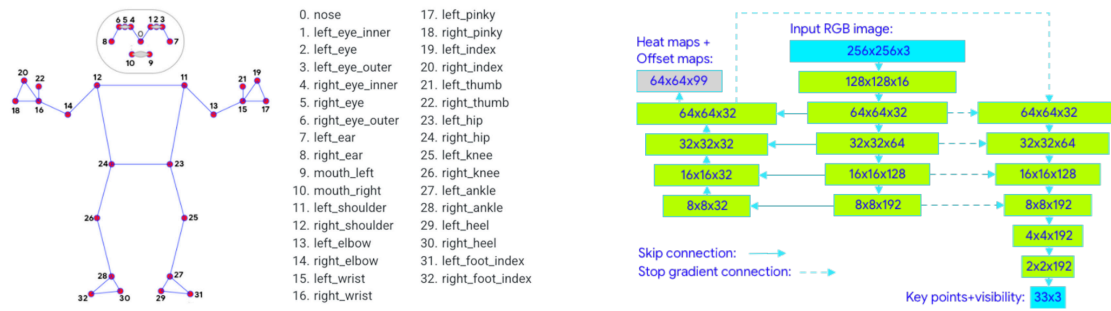 6 5 4 1 2 3
8 0 7
10 9
20 22 12 11 21 19
18 16 14 13 15 17
24 23
26 25
28 27
32 30 29 31
0. nose
1. left_eye_inner
2. left_eye
3. left_eye_outer
4. right_eye_inner
5. right_eye
6. right_eye_outer
7. left_ear
8. right_ear
9. mouth_left
10. mouth_right
11. left_shoulder
12. right_shoulder
13. left_elbow
14. right_elbow
15. left_wrist
16. right_wrist
17. left_pinky
18. right_pinky
19. left_index
20. right_index
21. left_thumb
22. right_thumb
23. left_hip
24. right_hip
25. left_knee
26. right_knee
27. left_ankle
28. right_ankle
29. left_heel
30. right_heel
31. left_foot_index
32. right_foot_index
Input RGB image:
256x256x3
128x128x16
Heat maps +
Offset maps:
64x64x99
64x64x32 64x64x32 64x64x32
32x32x32 32x32x64 32x32x64
16x16x32 16x16x128 16x16x128
8x8x32 8x8x192 8x8x192
4x4x192
2x2x192
Skip connection:
Stop gradient connection:
Key points+visibility: 33x3